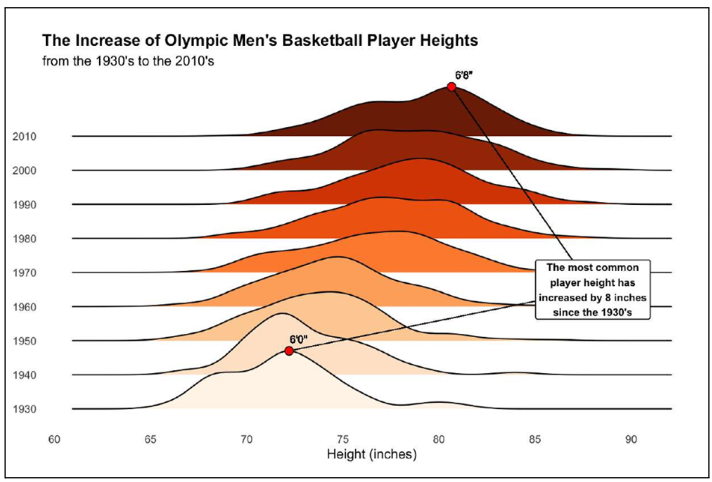 The Increase of Olympic Men's Basketball Player Heights
from the 1930's to the 2010's
6'8"
2010
2000
1990
1980
1970
The most common
player height has
increased by 8 inches
since the 1930's
1960
1950
6'0"
1940
1930
60 65 70 75 80 85 90
Height (inches)